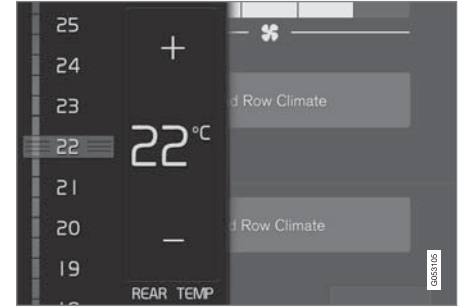 25
24
23
22
21
20
19
+
22°C
−
REAR TEMP
d Row Climate
d Row Climate
G053105